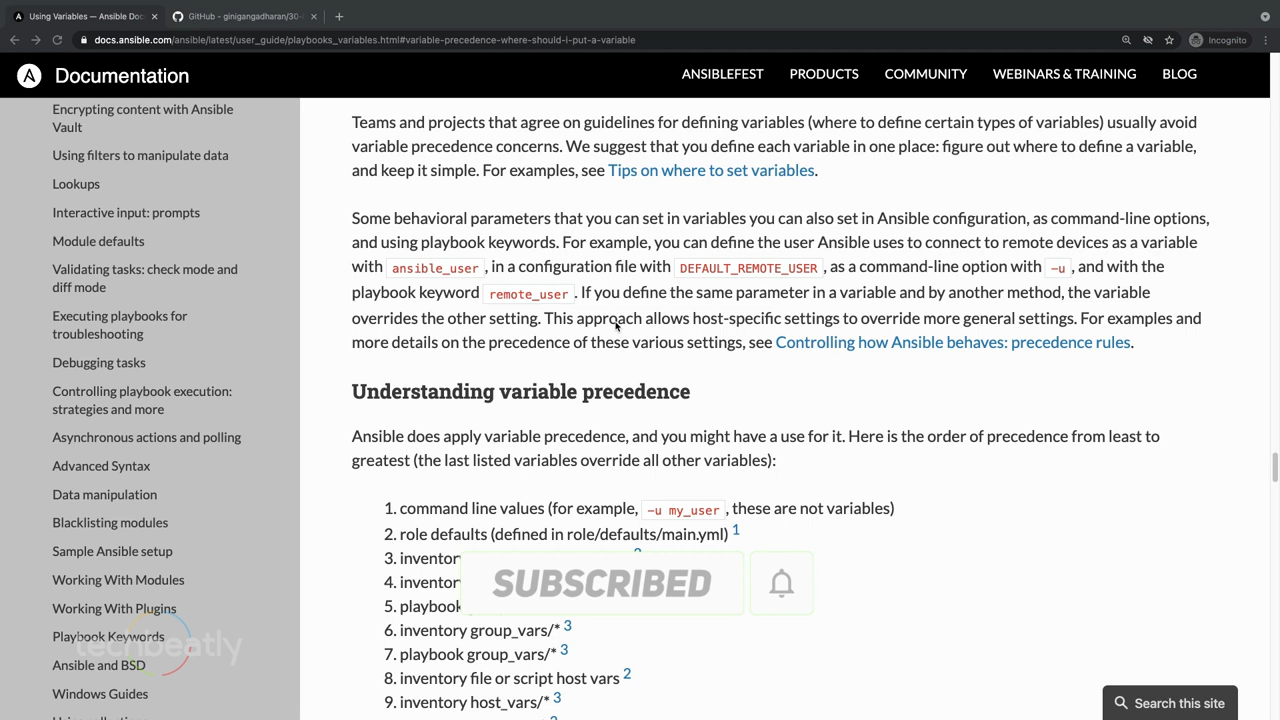 Using Variables — Ansible Doc
GitHub - ginigangadharan/30-
docs.ansible.com/ansible/latest/user_guide/playbooks_variables.html#variable-precedence-where-should-i-put-a-variable
Incognito
A Documentation
ANSIBLEFEST PRODUCTS COMMUNITY WEBINARS & TRAINING BLOG
Encrypting content with Ansible
Vault
Using filters to manipulate data
Lookups
Interactive input: prompts
Module defaults
Validating tasks: check mode and
diff mode
Executing playbooks for
troubleshooting
Debugging tasks
Controlling playbook execution:
strategies and more
Asynchronous actions and polling
Advanced Syntax
Data manipulation
Blacklisting modules
Sample Ansible setup
Working With Modules
Working With Plugins
Playbook Keywords
Ansible and BSD
Windows Guides
techbeatly
Teams and projects that agree on guidelines for defining variables (where to define certain types of variables) usually avoid
variable precedence concerns. We suggest that you define each variable in one place: figure out where to define a variable,
and keep it simple. For examples, see Tips on where to set variables.
Some behavioral parameters that you can set in variables you can also set in Ansible configuration, as command-line options,
and using playbook keywords. For example, you can define the user Ansible uses to connect to remote devices as a variable
with ansible_user, in a configuration file with DEFAULT_REMOTE_USER, as a command-line option with -u, and with the
playbook keyword remote_user. If you define the same parameter in a variable and by another method, the variable
overrides the other setting. This approach allows host-specific settings to override more general settings. For examples and
more details on the precedence of these various settings, see Controlling how Ansible behaves: precedence rules.
Understanding variable precedence
Ansible does apply variable precedence, and you might have a use for it. Here is the order of precedence from least to
greatest (the last listed variables override all other variables):
1. command line values (for example, -u my_user, these are not variables)
2. role defaults (defined in role/defaults/main.yml) 1
3. inventor
4. inventor
5. playbook
6. inventory group_vars/* 3
7. playbook group_vars/* 3
8. inventory file or script host vars 2
9. inventory host_vars/* 3
SUBSCRIBED
Search this site